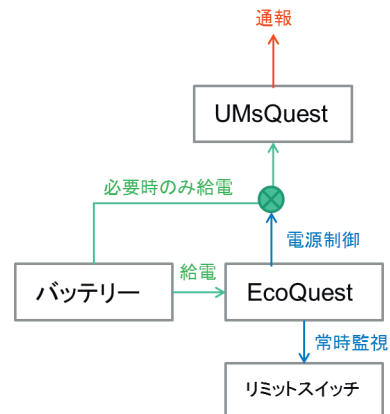 通報
UMsQuest
必要時のみ給電
電源制御
給電
バッテリー
EcoQuest
常時監視
リミットスイッチ